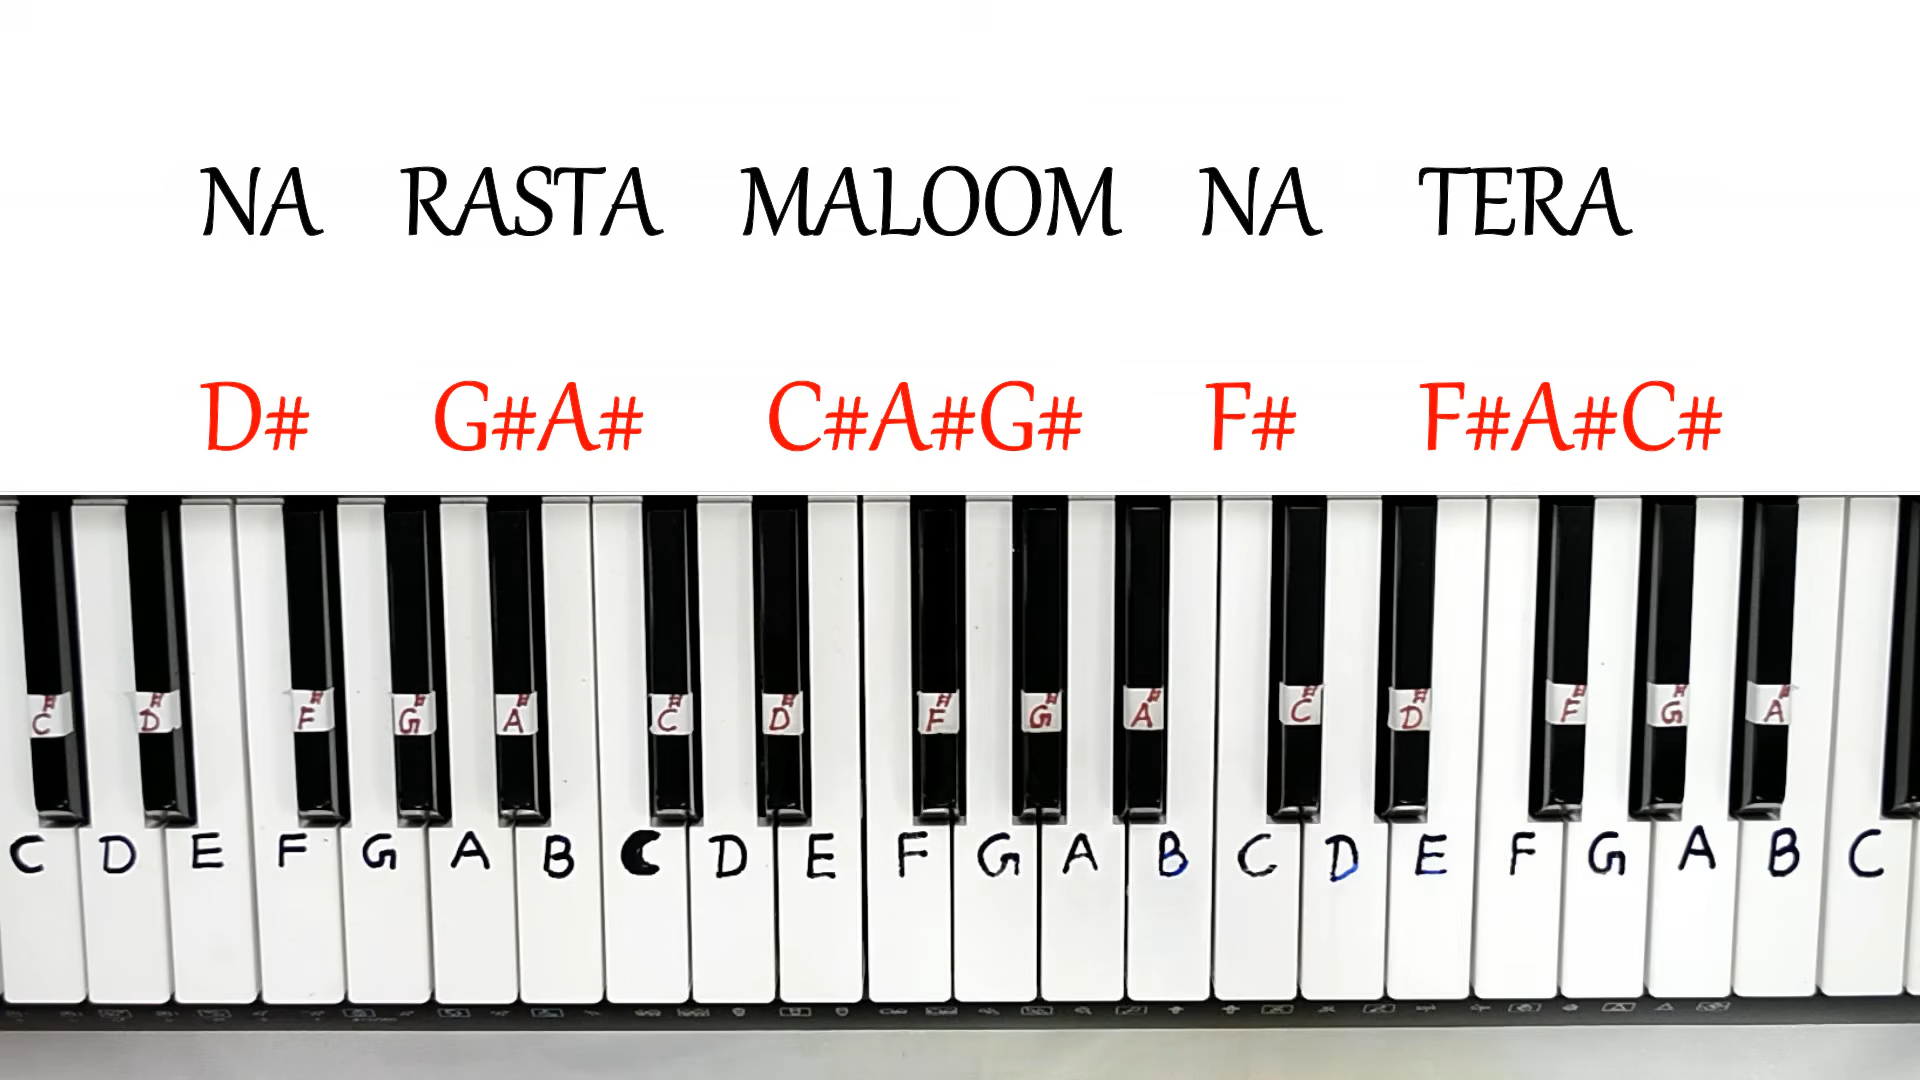 NA RASTA MALOOM NA TERA
D# G#A# C#A#G# F# F#A#C#
C# D# F# G# A# C# D# F# G# A# C# D# F# G# A#
C D E F G A B C D E F G A B C D E F G A B C